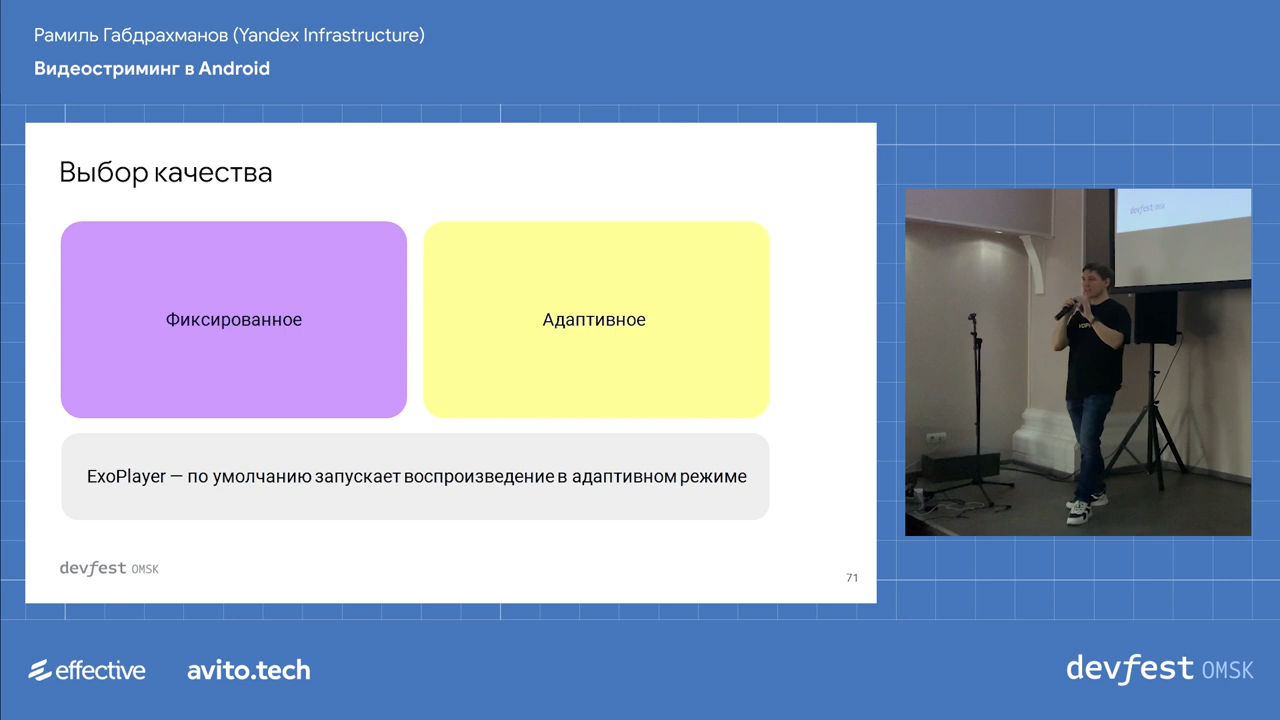 Рамиль Габдрахманов (Yandex Infrastructure)
Видеостриминг в Android
Выбор качества
Фиксированное
Адаптивное
ExoPlayer — по умолчанию запускает воспроизведение в адаптивном режиме
devfest OMSK
71
devfest OMSK
effective
avito.tech
devfest OMSK